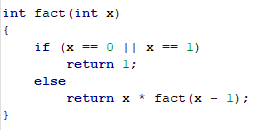 int fact(int x)
{
    if (x == 0 || x == 1)
        return 1;
    else
        return x * fact(x - 1);
}